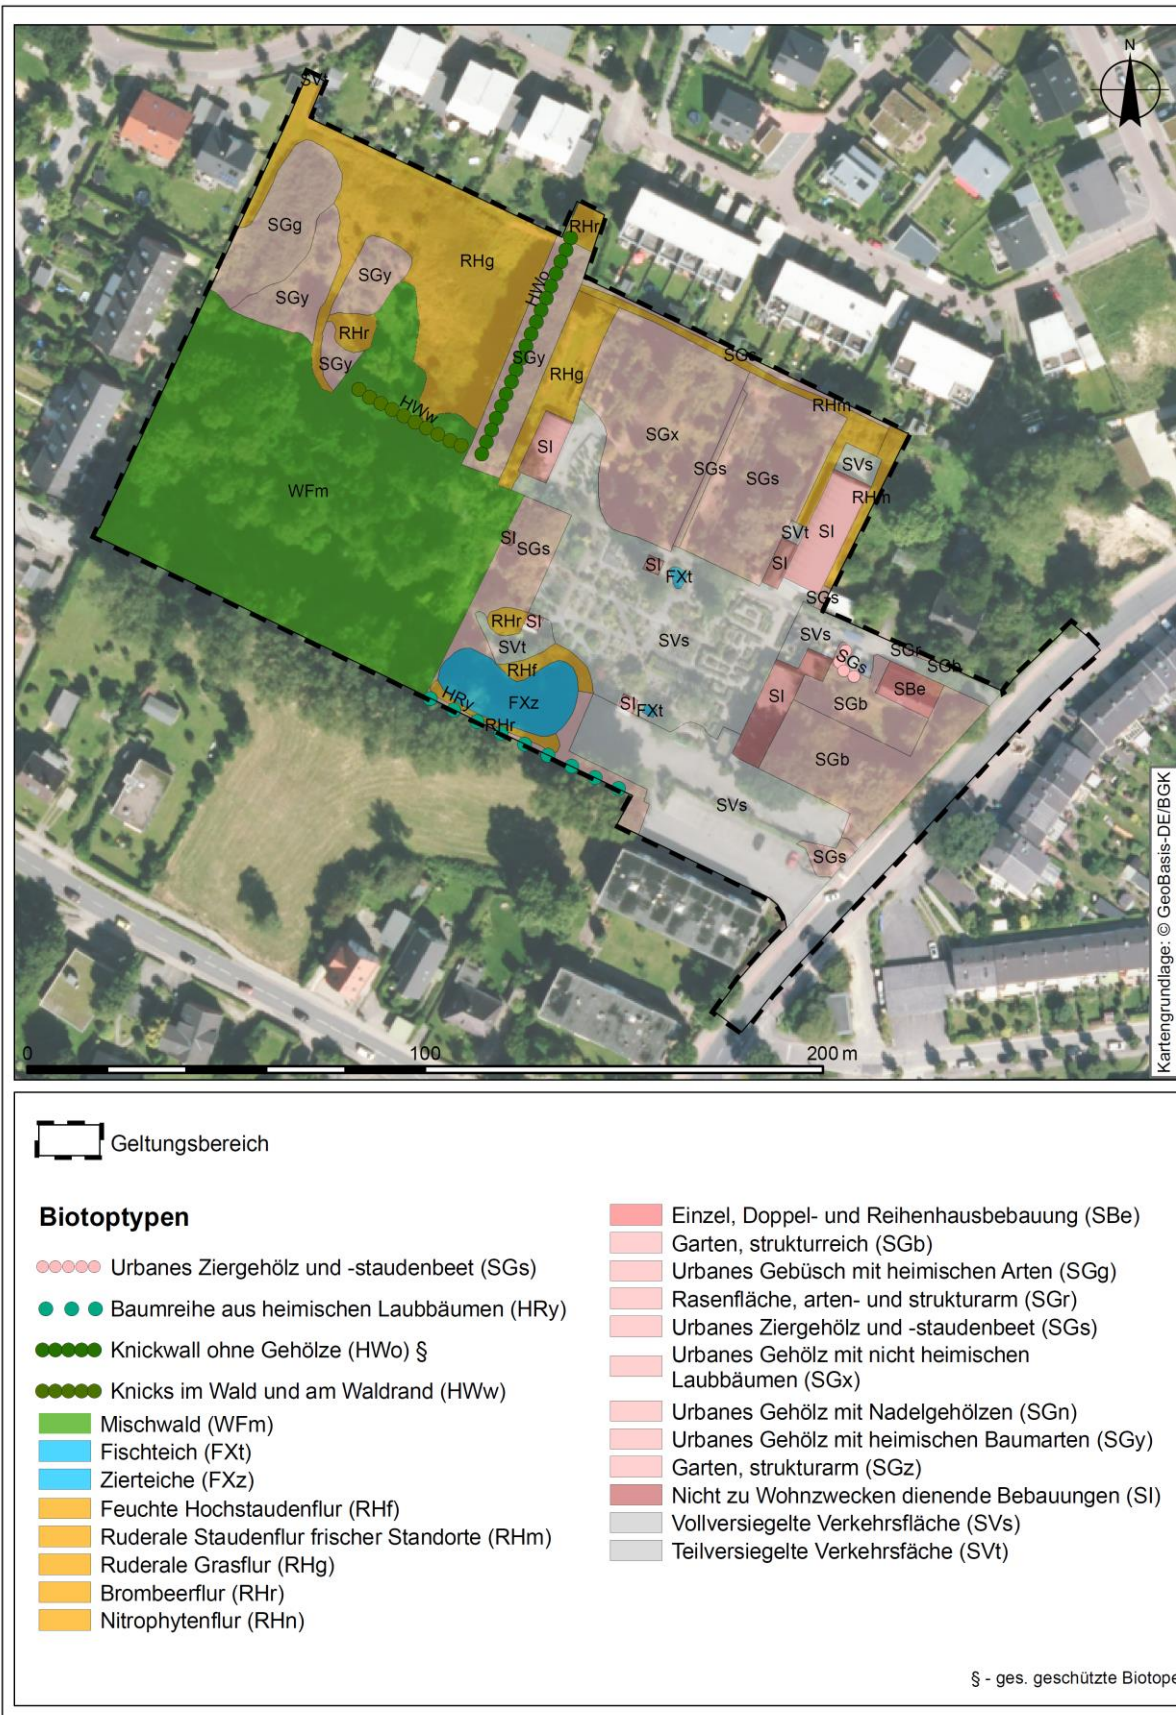 N
SVt
RHr
SGg
RHg
SGy
HWo
SGy
RHr
SGy
SGy
SGs
RHg
RHm
HWw
SGx
SI
SVs
SGs
SGs
WFm
RHm
SVt
SI
SI
SGs
SI
SI
FXt
SGs
RHr
SI
SVs
SVs
SVt
SGs
SGr
SGb
RHf
SBe
SI
HRy
FXz
SI
FXt
SGb
RHr
SGb
SVs
SGs
0
100
200 m
Kartengrundlage: © GeoBasis-DE/BGK
Geltungsbereich
Biotoptypen
Urbanes Ziergehölz und -staudenbeet (SGs)
Baumreihe aus heimischen Laubbäumen (HRy)
Knickwall ohne Gehölze (HWo) §
Knicks im Wald und am Waldrand (HWw)
Mischwald (WFm)
Fischteich (FXt)
Zierteiche (FXz)
Feuchte Hochstaudenflur (RHf)
Ruderale Staudenflur frischer Standorte (RHm)
Ruderale Grasflur (RHg)
Brombeerflur (RHr)
Nitrophytenflur (RHn)
Einzel, Doppel- und Reihenhausbebauung (SBe)
Garten, strukturreich (SGb)
Urbanes Gebüsch mit heimischen Arten (SGg)
Rasenfläche, arten- und strukturarm (SGr)
Urbanes Ziergehölz und -staudenbeet (SGs)
Urbanes Gehölz mit nicht heimischen
Laubbäumen (SGx)
Urbanes Gehölz mit Nadelgehölzen (SGn)
Urbanes Gehölz mit heimischen Baumarten (SGy)
Garten, strukturarm (SGz)
Nicht zu Wohnzwecken dienende Bebauungen (SI)
Vollversiegelte Verkehrsfläche (SVs)
Teilversiegelte Verkehrsfäche (SVt)
§ - ges. geschützte Biotope